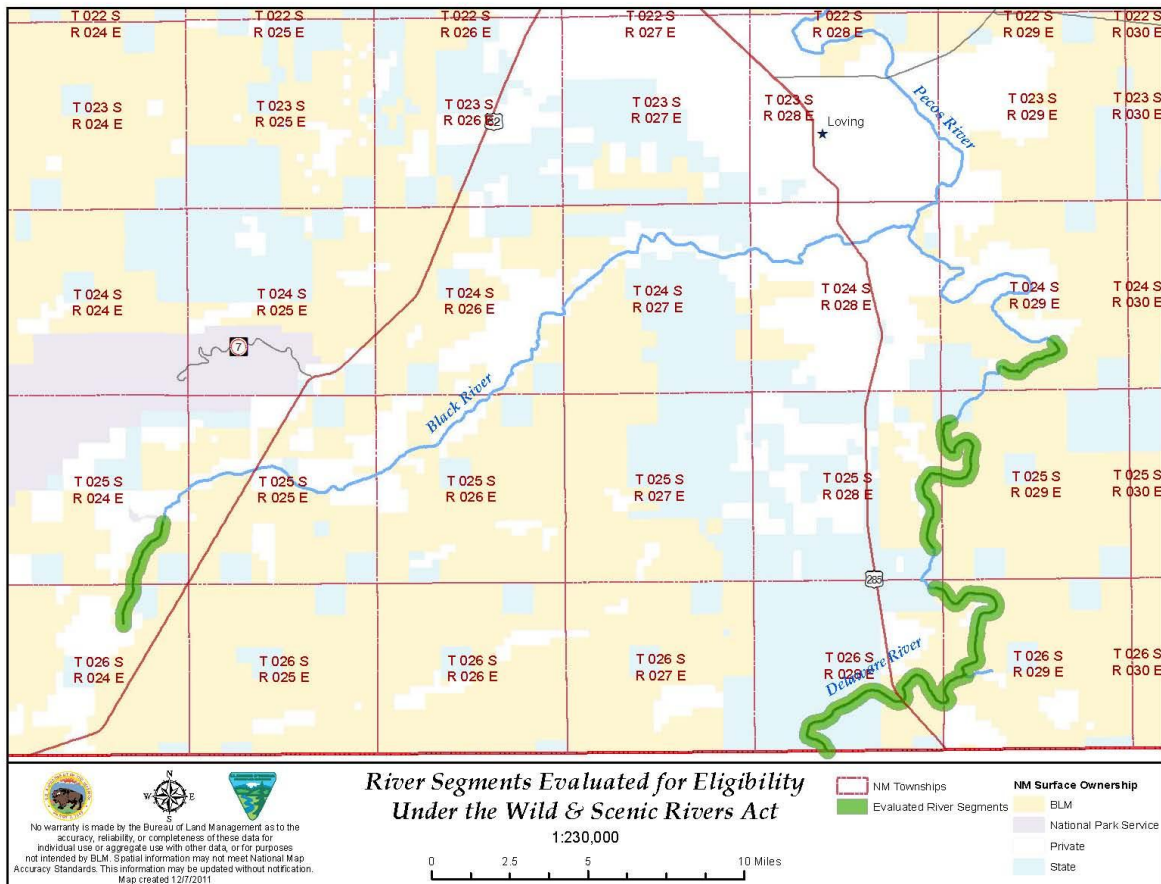 T 022 S
R 024 E
T 022 S
R 025 E
T 022 S
R 026 E
T 022 S
R 027 E
T 022 S
R 028 E
T 022 S
R 029 E
T 022 S
R 030 E
T 023 S
R 024 E
T 023 S
R 025 E
T 023 S
R 026 E
62
T 023 S
R 027 E
T 023 S
R 028 E
Loving
Pecos River
T 023 S
R 029 E
T 023 S
R 030 E
T 024 S
R 024 E
7
T 024 S
R 025 E
T 024 S
R 026 E
T 024 S
R 027 E
T 024 S
R 028 E
T 024 S
R 029 E
T 024 S
R 030 E
Black River
T 025 S
R 024 E
T 025 S
R 025 E
T 025 S
R 026 E
T 025 S
R 027 E
T 025 S
R 028 E
T 025 S
R 029 E
T 025 S
R 030 E
285
T 026 S
R 024 E
T 026 S
R 025 E
T 026 S
R 026 E
T 026 S
R 027 E
T 026 S
R 028 E
Delaware River
T 026 S
R 029 E
T 026 S
R 030 E
N
W
E
S
No warranty is made by the Bureau of Land Management as to the
accuracy, reliability, or completeness of these data for
individual use or aggregate use with other data, or for purposes
not intended by BLM. Spatial information may not meet National Map
Accuracy Standards. This information may be updated without notification.
Map created 12/7/2011
River Segments Evaluated for Eligibility
Under the Wild & Scenic Rivers Act
1:230,000
0 2.5 5 10 Miles
NM Townships
Evaluated River Segments
NM Surface Ownership
BLM
National Park Service
Private
State